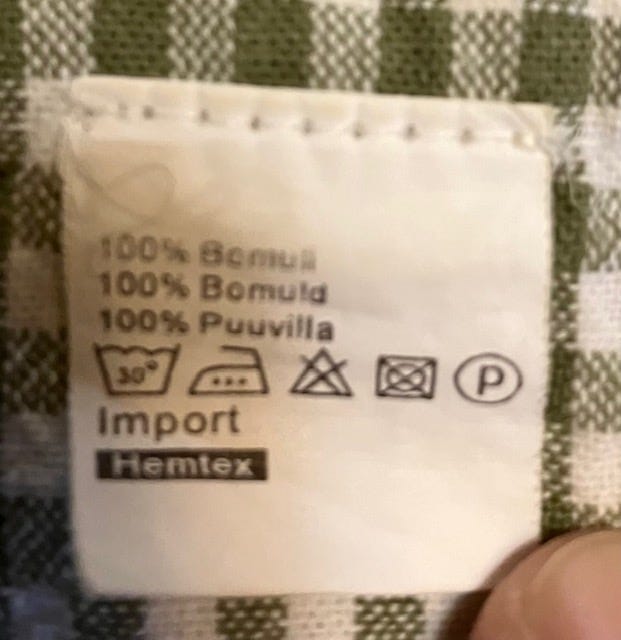 100% Bomull
100% Bomuld
100% Puuvilla
30° P
Import
Hemtex